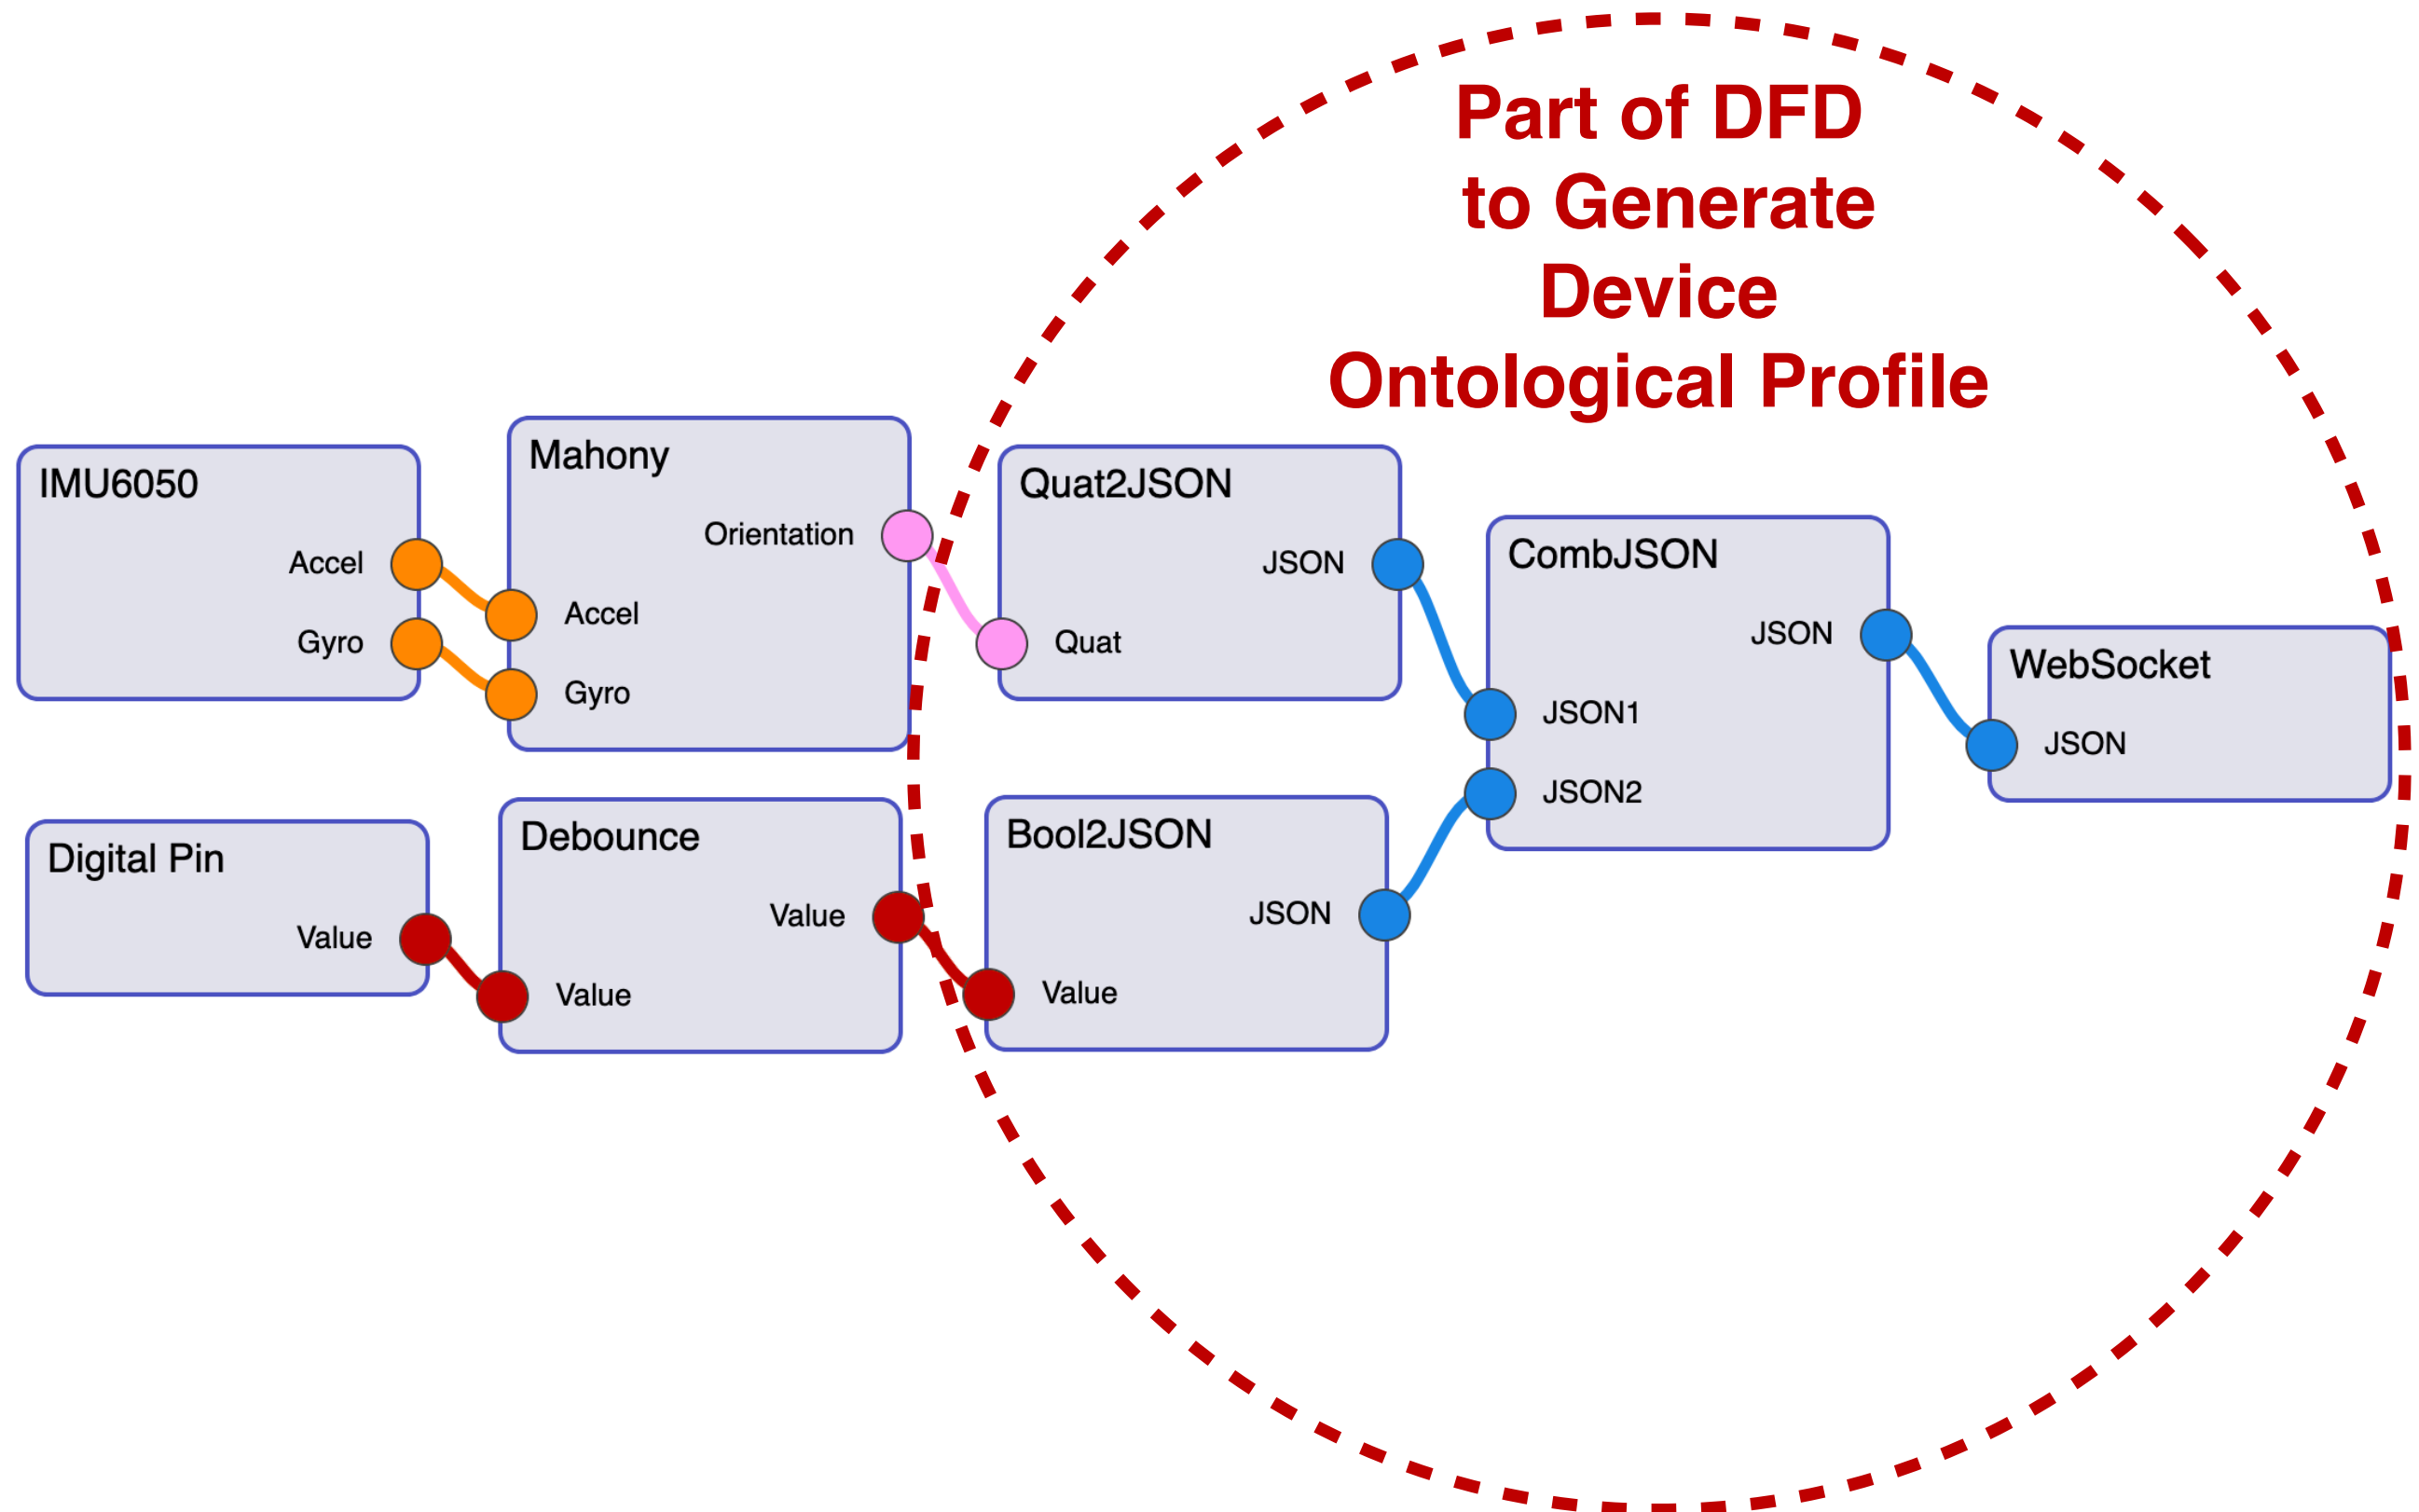 Part of DFD
to Generate
Device
Ontological Profile
IMU6050
Accel
Gyro
Mahony
Orientation
Accel
Gyro
Quat2JSON
JSON
Quat
CombJSON
JSON
JSON1
JSON2
WebSocket
JSON
Digital Pin
Value
Debounce
Value
Value
Bool2JSON
JSON
Value